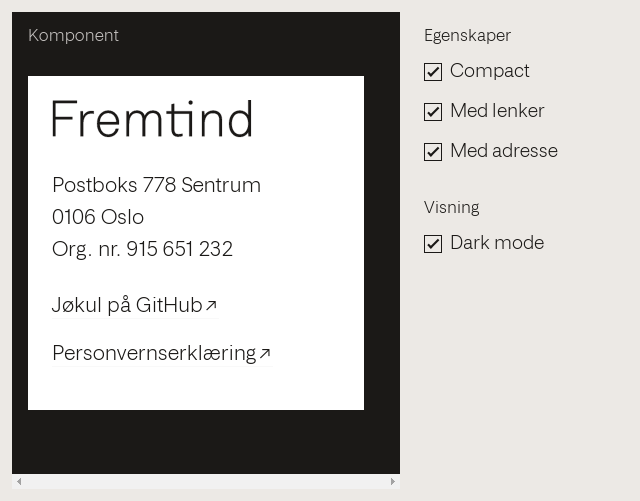 Komponent
Fremtind
Postboks 778 Sentrum
0106 Oslo
Org. nr. 915 651 232
Jøkul på GitHub↗
Personvernserklæring↗
Egenskaper
Compact
Med lenker
Med adresse
Visning
Dark mode